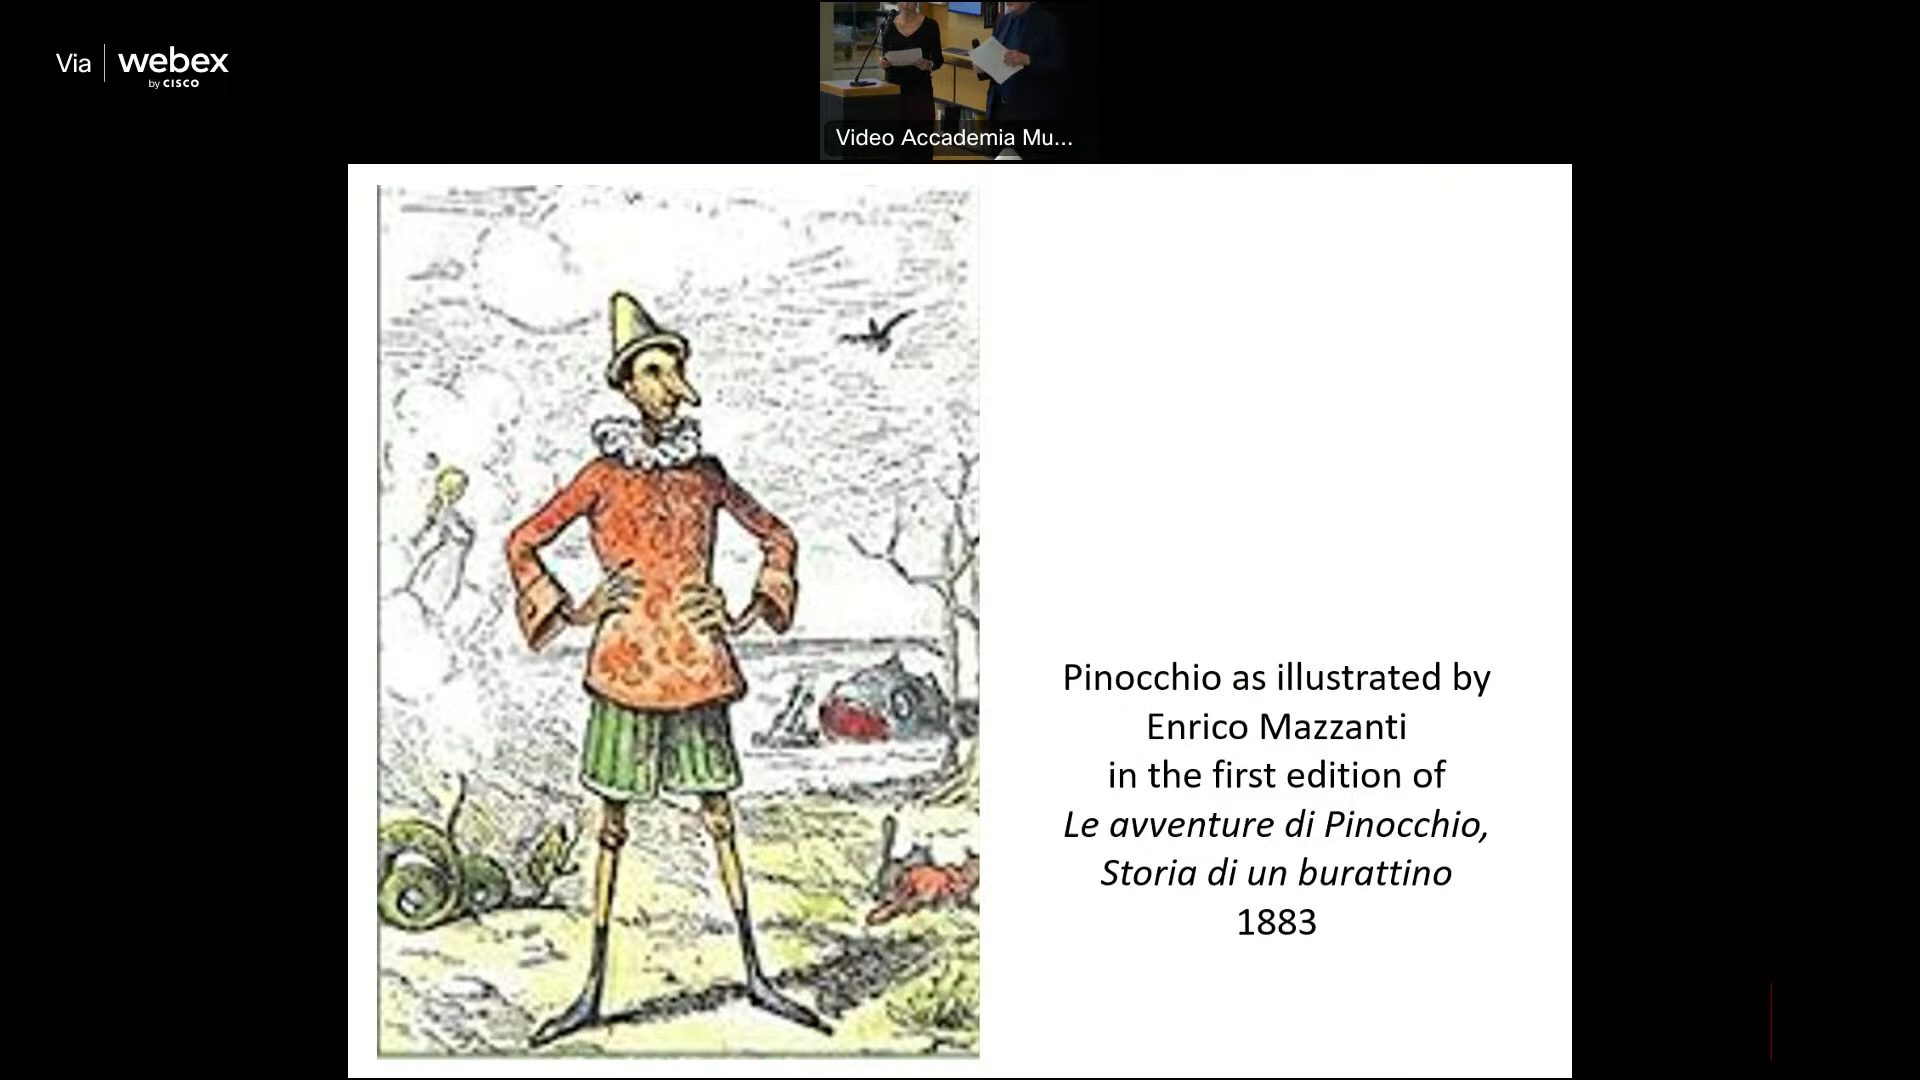 Via webex
by CISCO
Video Accademia Mu...
Pinocchio as illustrated by
Enrico Mazzanti
in the first edition of
Le avventure di Pinocchio,
Storia di un burattino
1883